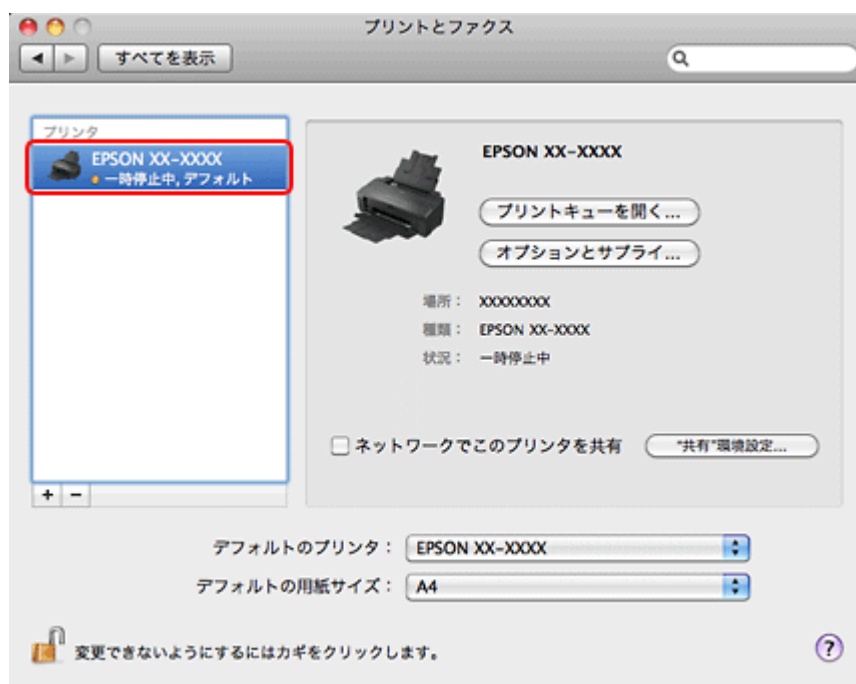 プリントとファクス
すべてを表示
プリンタ
EPSON XX-XXXX
一時停止中, デフォルト
EPSON XX-XXXX
プリントキューを開く...
オプションとサプライ...
場所： XXXXXXXX
種類： EPSON XX-XXXX
状況： 一時停止中
ネットワークでこのプリンタを共有 "共有"環境設定...
+ −
デフォルトのプリンタ： EPSON XX-XXXX
デフォルトの用紙サイズ： A4
変更できないようにするにはカギをクリックします。 ?